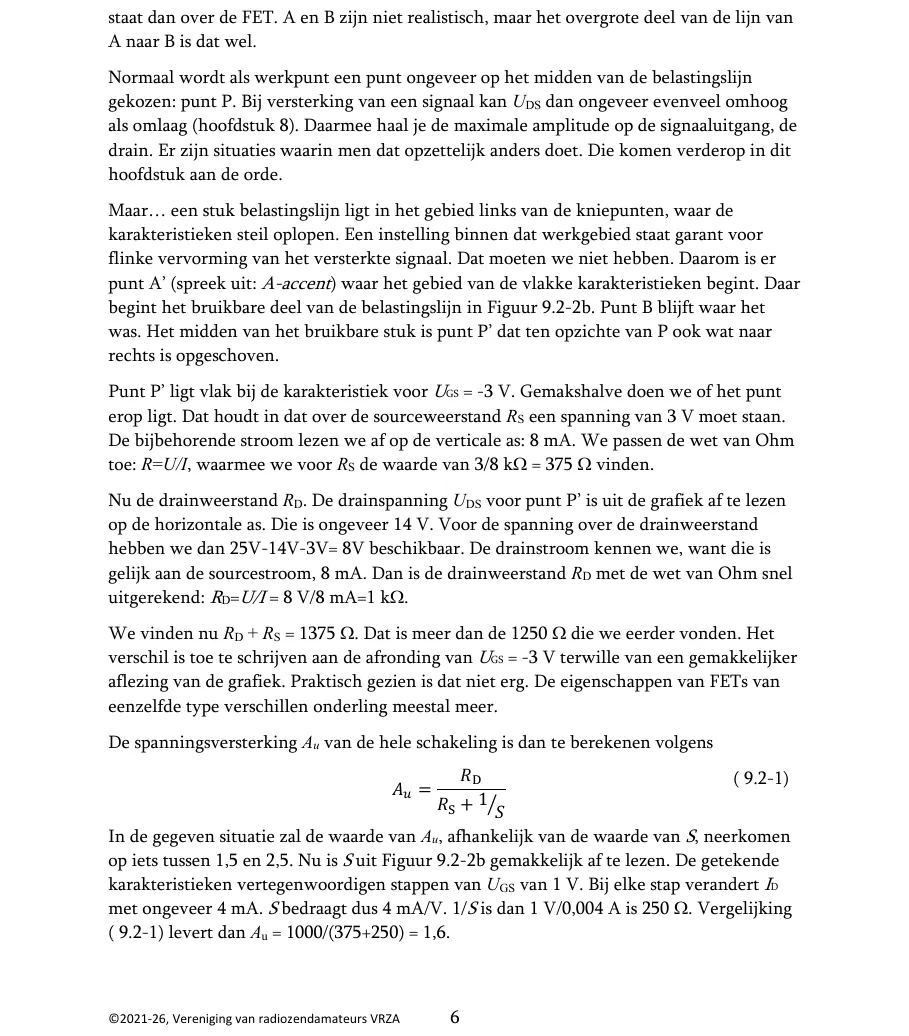 staat dan over de FET. A en B zijn niet realistisch, maar het overgrote deel van de lijn van
A naar B is dat wel.
Normaal wordt als werkpunt een punt ongeveer op het midden van de belastingslijn
gekozen: punt P. Bij versterking van een signaal kan UDS dan ongeveer evenveel omhoog
als omlaag (hoofdstuk 8). Daarmee haal je de maximale amplitude op de signaaluitgang, de
drain. Er zijn situaties waarin men dat opzettelijk anders doet. Die komen verderop in dit
hoofdstuk aan de orde.
Maar… een stuk belastingslijn ligt in het gebied links van de kniepunten, waar de
karakteristieken steil oplopen. Een instelling binnen dat werkgebied staat garant voor
flinke vervorming van het versterkte signaal. Dat moeten we niet hebben. Daarom is er
punt A’ (spreek uit: A-accent) waar het gebied van de vlakke karakteristieken begint. Daar
begint het bruikbare deel van de belastingslijn in Figuur 9.2-2b. Punt B blijft waar het
was. Het midden van het bruikbare stuk is punt P’ dat ten opzichte van P ook wat naar
rechts is opgeschoven.
Punt P’ ligt vlak bij de karakteristiek voor UGS = -3 V. Gemakshalve doen we of het punt
erop ligt. Dat houdt in dat over de sourceweerstand RS een spanning van 3 V moet staan.
De bijbehorende stroom lezen we af op de verticale as: 8 mA. We passen de wet van Ohm
toe: R=U/I, waarmee we voor RS de waarde van 3/8 kΩ = 375 Ω vinden.
Nu de drainweerstand RD. De drainspanning UDS voor punt P’ is uit de grafiek af te lezen
op de horizontale as. Die is ongeveer 14 V. Voor de spanning over de drainweerstand
hebben we dan 25V-14V-3V= 8V beschikbaar. De drainstroom kennen we, want die is
gelijk aan de sourcestroom, 8 mA. Dan is de drainweerstand RD met de wet van Ohm snel
uitgerekend: RD=U/I = 8 V/8 mA=1 kΩ.
We vinden nu RD + RS = 1375 Ω. Dat is meer dan de 1250 Ω die we eerder vonden. Het
verschil is toe te schrijven aan de afronding van UGS = -3 V terwille van een gemakkelijker
aflezing van de grafiek. Praktisch gezien is dat niet erg. De eigenschappen van FETs van
eenzelfde type verschillen onderling meestal meer.
De spanningsversterking Au van de hele schakeling is dan te berekenen volgens
Au = RD / (RS + 1/S) ( 9.2-1)
In de gegeven situatie zal de waarde van Au, afhankelijk van de waarde van S, neerkomen
op iets tussen 1,5 en 2,5. Nu is S uit Figuur 9.2-2b gemakkelijk af te lezen. De getekende
karakteristieken vertegenwoordigen stappen van UGS van 1 V. Bij elke stap verandert ID
met ongeveer 4 mA. S bedraagt dus 4 mA/V. 1/S is dan 1 V/0,004 A is 250 Ω. Vergelijking
( 9.2-1) levert dan Au = 1000/(375+250) = 1,6.
©2021-26, Vereniging van radiozendamateurs VRZA 6